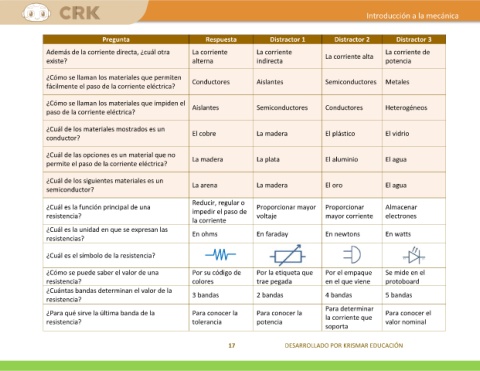 CRK
Introducción a la mecánica
Pregunta Respuesta Distractor 1 Distractor 2 Distractor 3
Además de la corriente directa, ¿cuál otra existe? La corriente alterna La corriente indirecta La corriente alta La corriente de potencia
¿Cómo se llaman los materiales que permiten fácilmente el paso de la corriente eléctrica? Conductores Aislantes Semiconductores Metales
¿Cómo se llaman los materiales que impiden el paso de la corriente eléctrica? Aislantes Semiconductores Conductores Heterogéneos
¿Cuál de los materiales mostrados es un conductor? El cobre La madera El plástico El vidrio
¿Cuál de las opciones es un material que no permite el paso de la corriente eléctrica? La madera La plata El aluminio El agua
¿Cuál de los siguientes materiales es un semiconductor? La arena La madera El oro El agua
¿Cuál es la función principal de una resistencia? Reducir, regular o impedir el paso de la corriente Proporcionar mayor voltaje Proporcionar mayor corriente Almacenar electrones
¿Cuál es la unidad en que se expresan las resistencias? En ohms En faraday En newtons En watts
¿Cuál es el símbolo de la resistencia?
¿Cómo se puede saber el valor de una resistencia? Por su código de colores Por la etiqueta que trae pegada Por el empaque en el que viene Se mide en el protoboard
¿Cuántas bandas determinan el valor de la resistencia? 3 bandas 2 bandas 4 bandas 5 bandas
¿Para qué sirve la última banda de la resistencia? Para conocer la tolerancia Para conocer la potencia Para determinar la corriente que soporta Para conocer el valor nominal
17 DESARROLLADO POR KRISMAR EDUCACIÓN